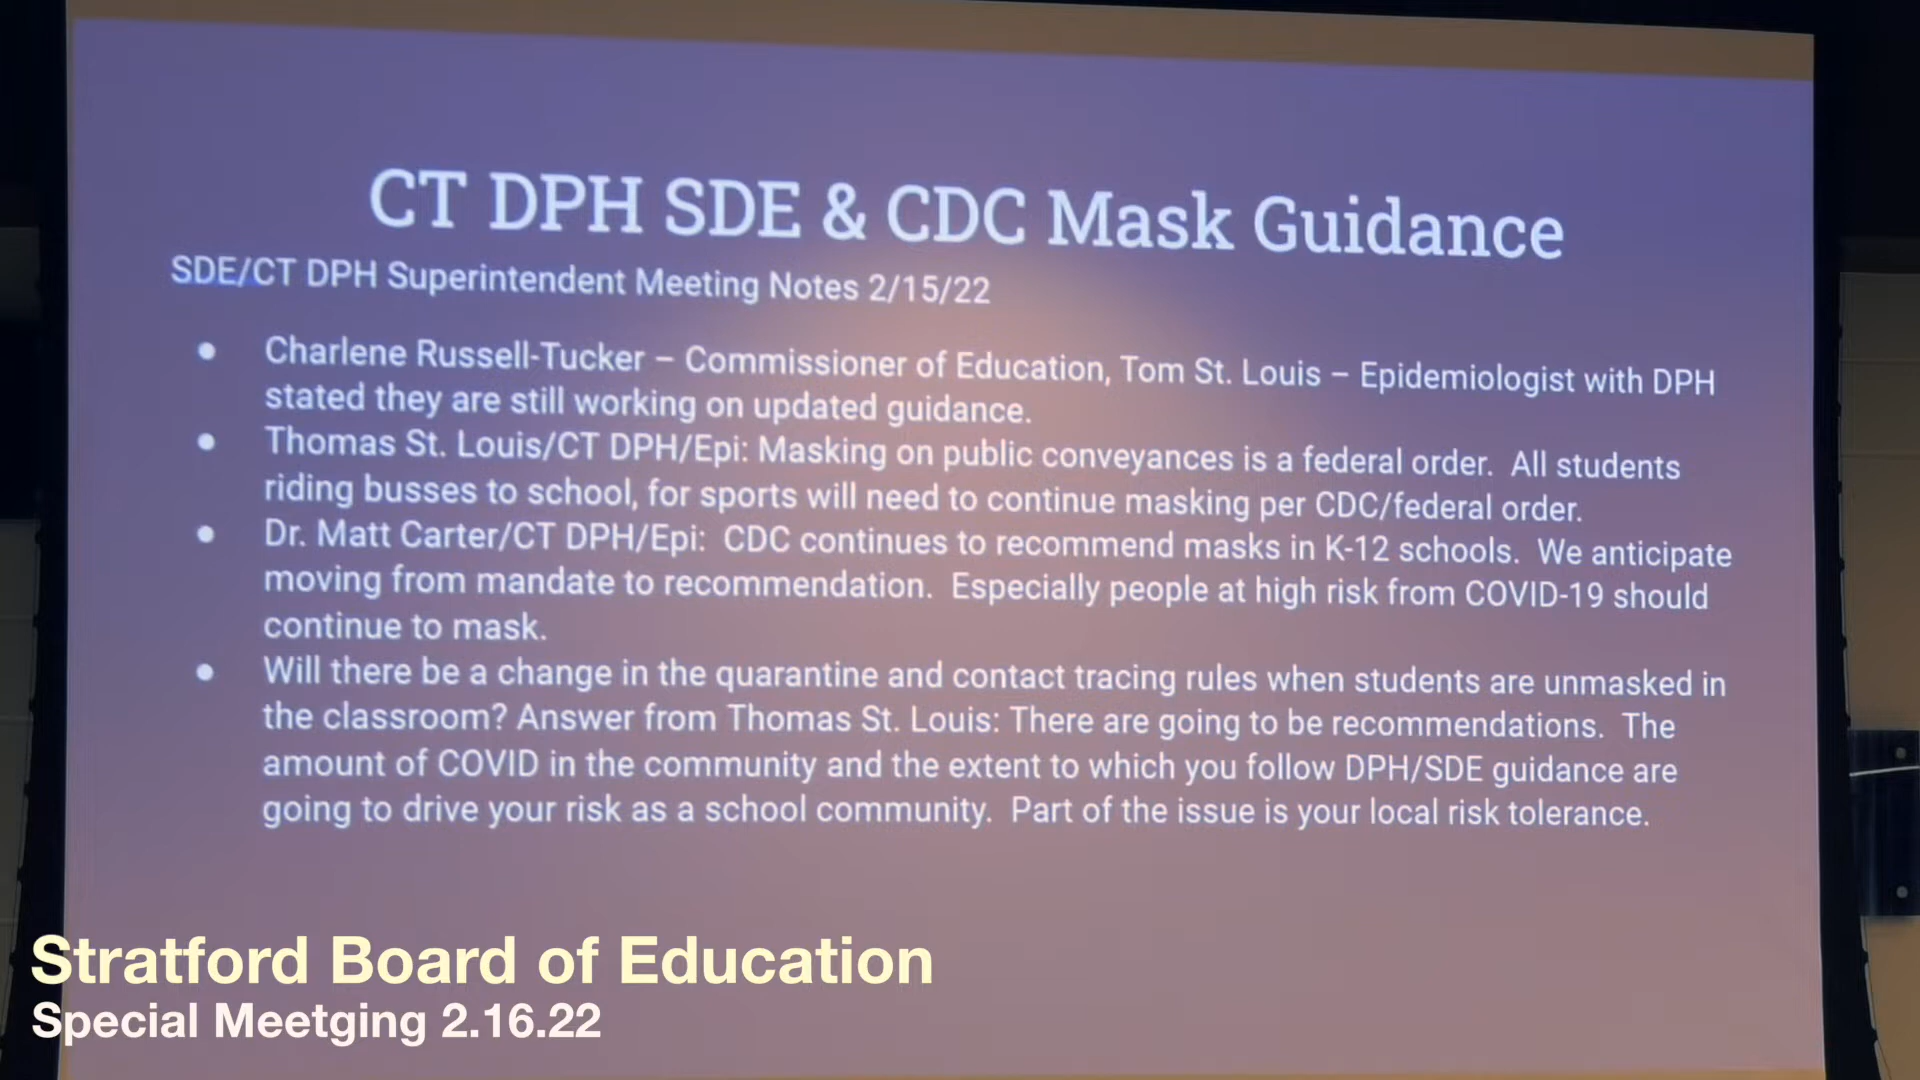 CT DPH SDE & CDC Mask Guidance
SDE/CT DPH Superintendent Meeting Notes 2/15/22
● Charlene Russell-Tucker – Commissioner of Education, Tom St. Louis – Epidemiologist with DPH
stated they are still working on updated guidance.
● Thomas St. Louis/CT DPH/Epi: Masking on public conveyances is a federal order.  All students
riding busses to school, for sports will need to continue masking per CDC/federal order.
● Dr. Matt Carter/CT DPH/Epi:  CDC continues to recommend masks in K-12 schools.  We anticipate
moving from mandate to recommendation.  Especially people at high risk from COVID-19 should
continue to mask.
● Will there be a change in the quarantine and contact tracing rules when students are unmasked in
the classroom? Answer from Thomas St. Louis: There are going to be recommendations.  The
amount of COVID in the community and the extent to which you follow DPH/SDE guidance are
going to drive your risk as a school community.  Part of the issue is your local risk tolerance.
Stratford Board of Education
Special Meetging 2.16.22